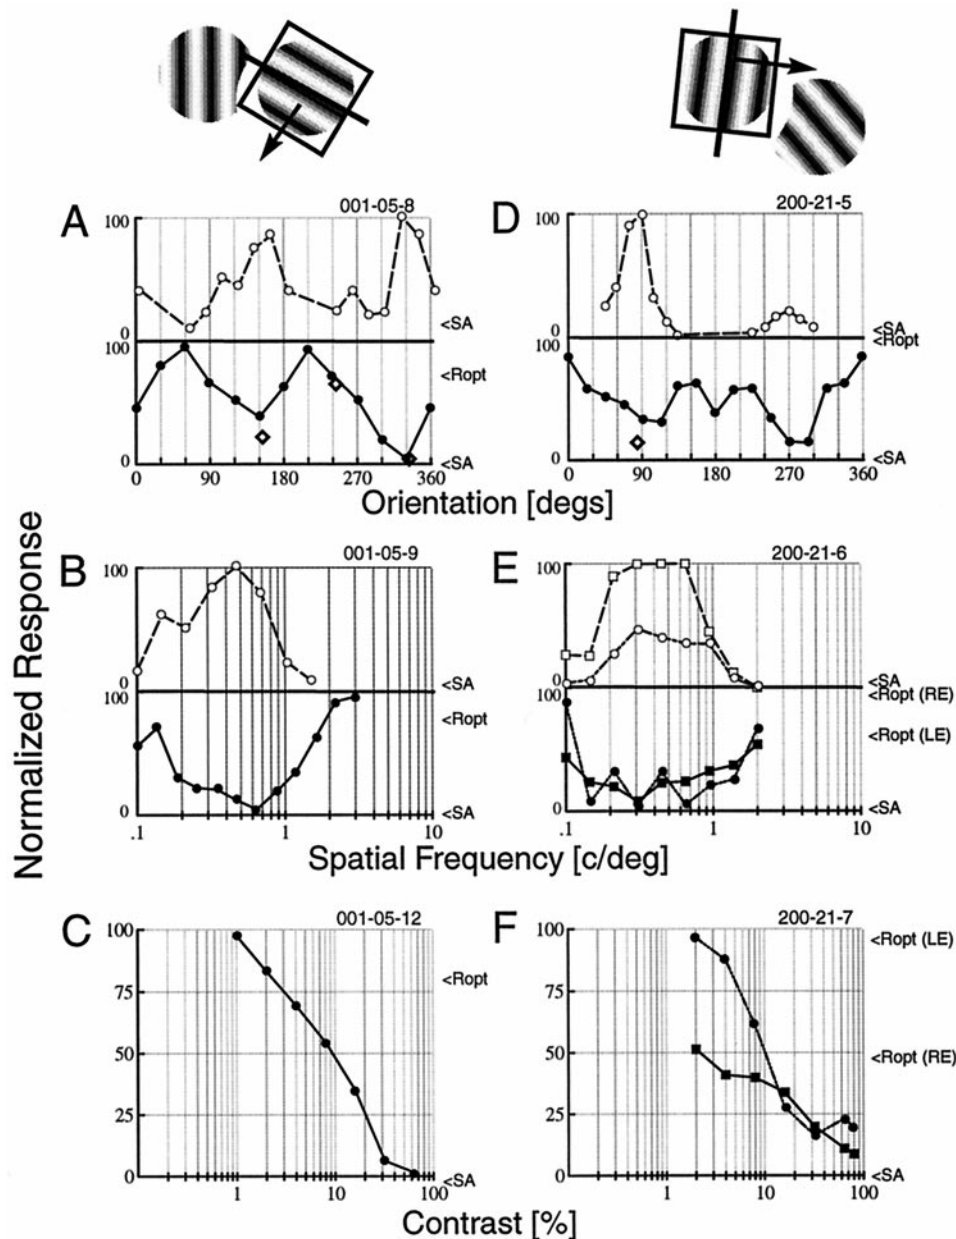 A
001-05-8
100
0
<SA
100
<Ropt
0
<SA
0
90
180
270
360
D
200-21-5
100
0
<SA
<Ropt
100
0
<SA
0
90
180
270
360
Orientation [degs]
Normalized Response
B
001-05-9
100
0
<SA
100
<Ropt
0
<SA
.1
1
10
E
200-21-6
100
0
<SA
<Ropt (RE)
100
<Ropt (LE)
0
<SA
.1
1
10
Spatial Frequency [c/deg]
C
001-05-12
100
<Ropt
75
50
25
0
<SA
1
10
100
F
200-21-7
100
<Ropt (LE)
75
50
<Ropt (RE)
25
0
<SA
1
10
100
Contrast [%]